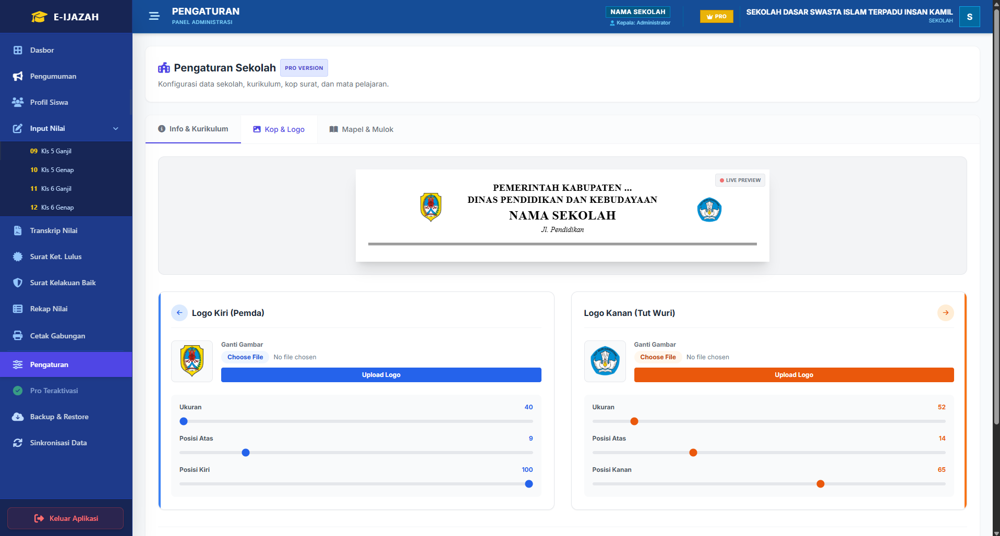 E-IJAZAH
PENGATURAN
PANEL ADMINISTRASI
NAMA SEKOLAH
Kepala: Administrator
PRO
SEKOLAH DASAR SWASTA ISLAM TERPADU INSAN KAMIL
SEKOLAH
S
Dasbor
Pengumuman
Profil Siswa
Input Nilai
09 Kls 5 Ganjil
10 Kls 5 Genap
11 Kls 6 Ganjil
12 Kls 6 Genap
Transkrip Nilai
Surat Ket. Lulus
Surat Kelakuan Baik
Rekap Nilai
Cetak Gabungan
Pengaturan
Pro Teraktivasi
Backup & Restore
Sinkronisasi Data
Keluar Aplikasi
Pengaturan Sekolah PRO VERSION
Konfigurasi data sekolah, kurikulum, kop surat, dan mata pelajaran.
Info & Kurikulum Kop & Logo Mapel & Mulok
LIVE PREVIEW
PEMERINTAH KABUPATEN ...
DINAS PENDIDIKAN DAN KEBUDAYAAN
NAMA SEKOLAH
Jl. Pendidikan
Logo Kiri (Pemda)
Ganti Gambar
Choose File No file chosen
Upload Logo
Ukuran 40
Posisi Atas 9
Posisi Kiri 100
Logo Kanan (Tut Wuri)
Ganti Gambar
Choose File No file chosen
Upload Logo
Ukuran 52
Posisi Atas 14
Posisi Kanan 65